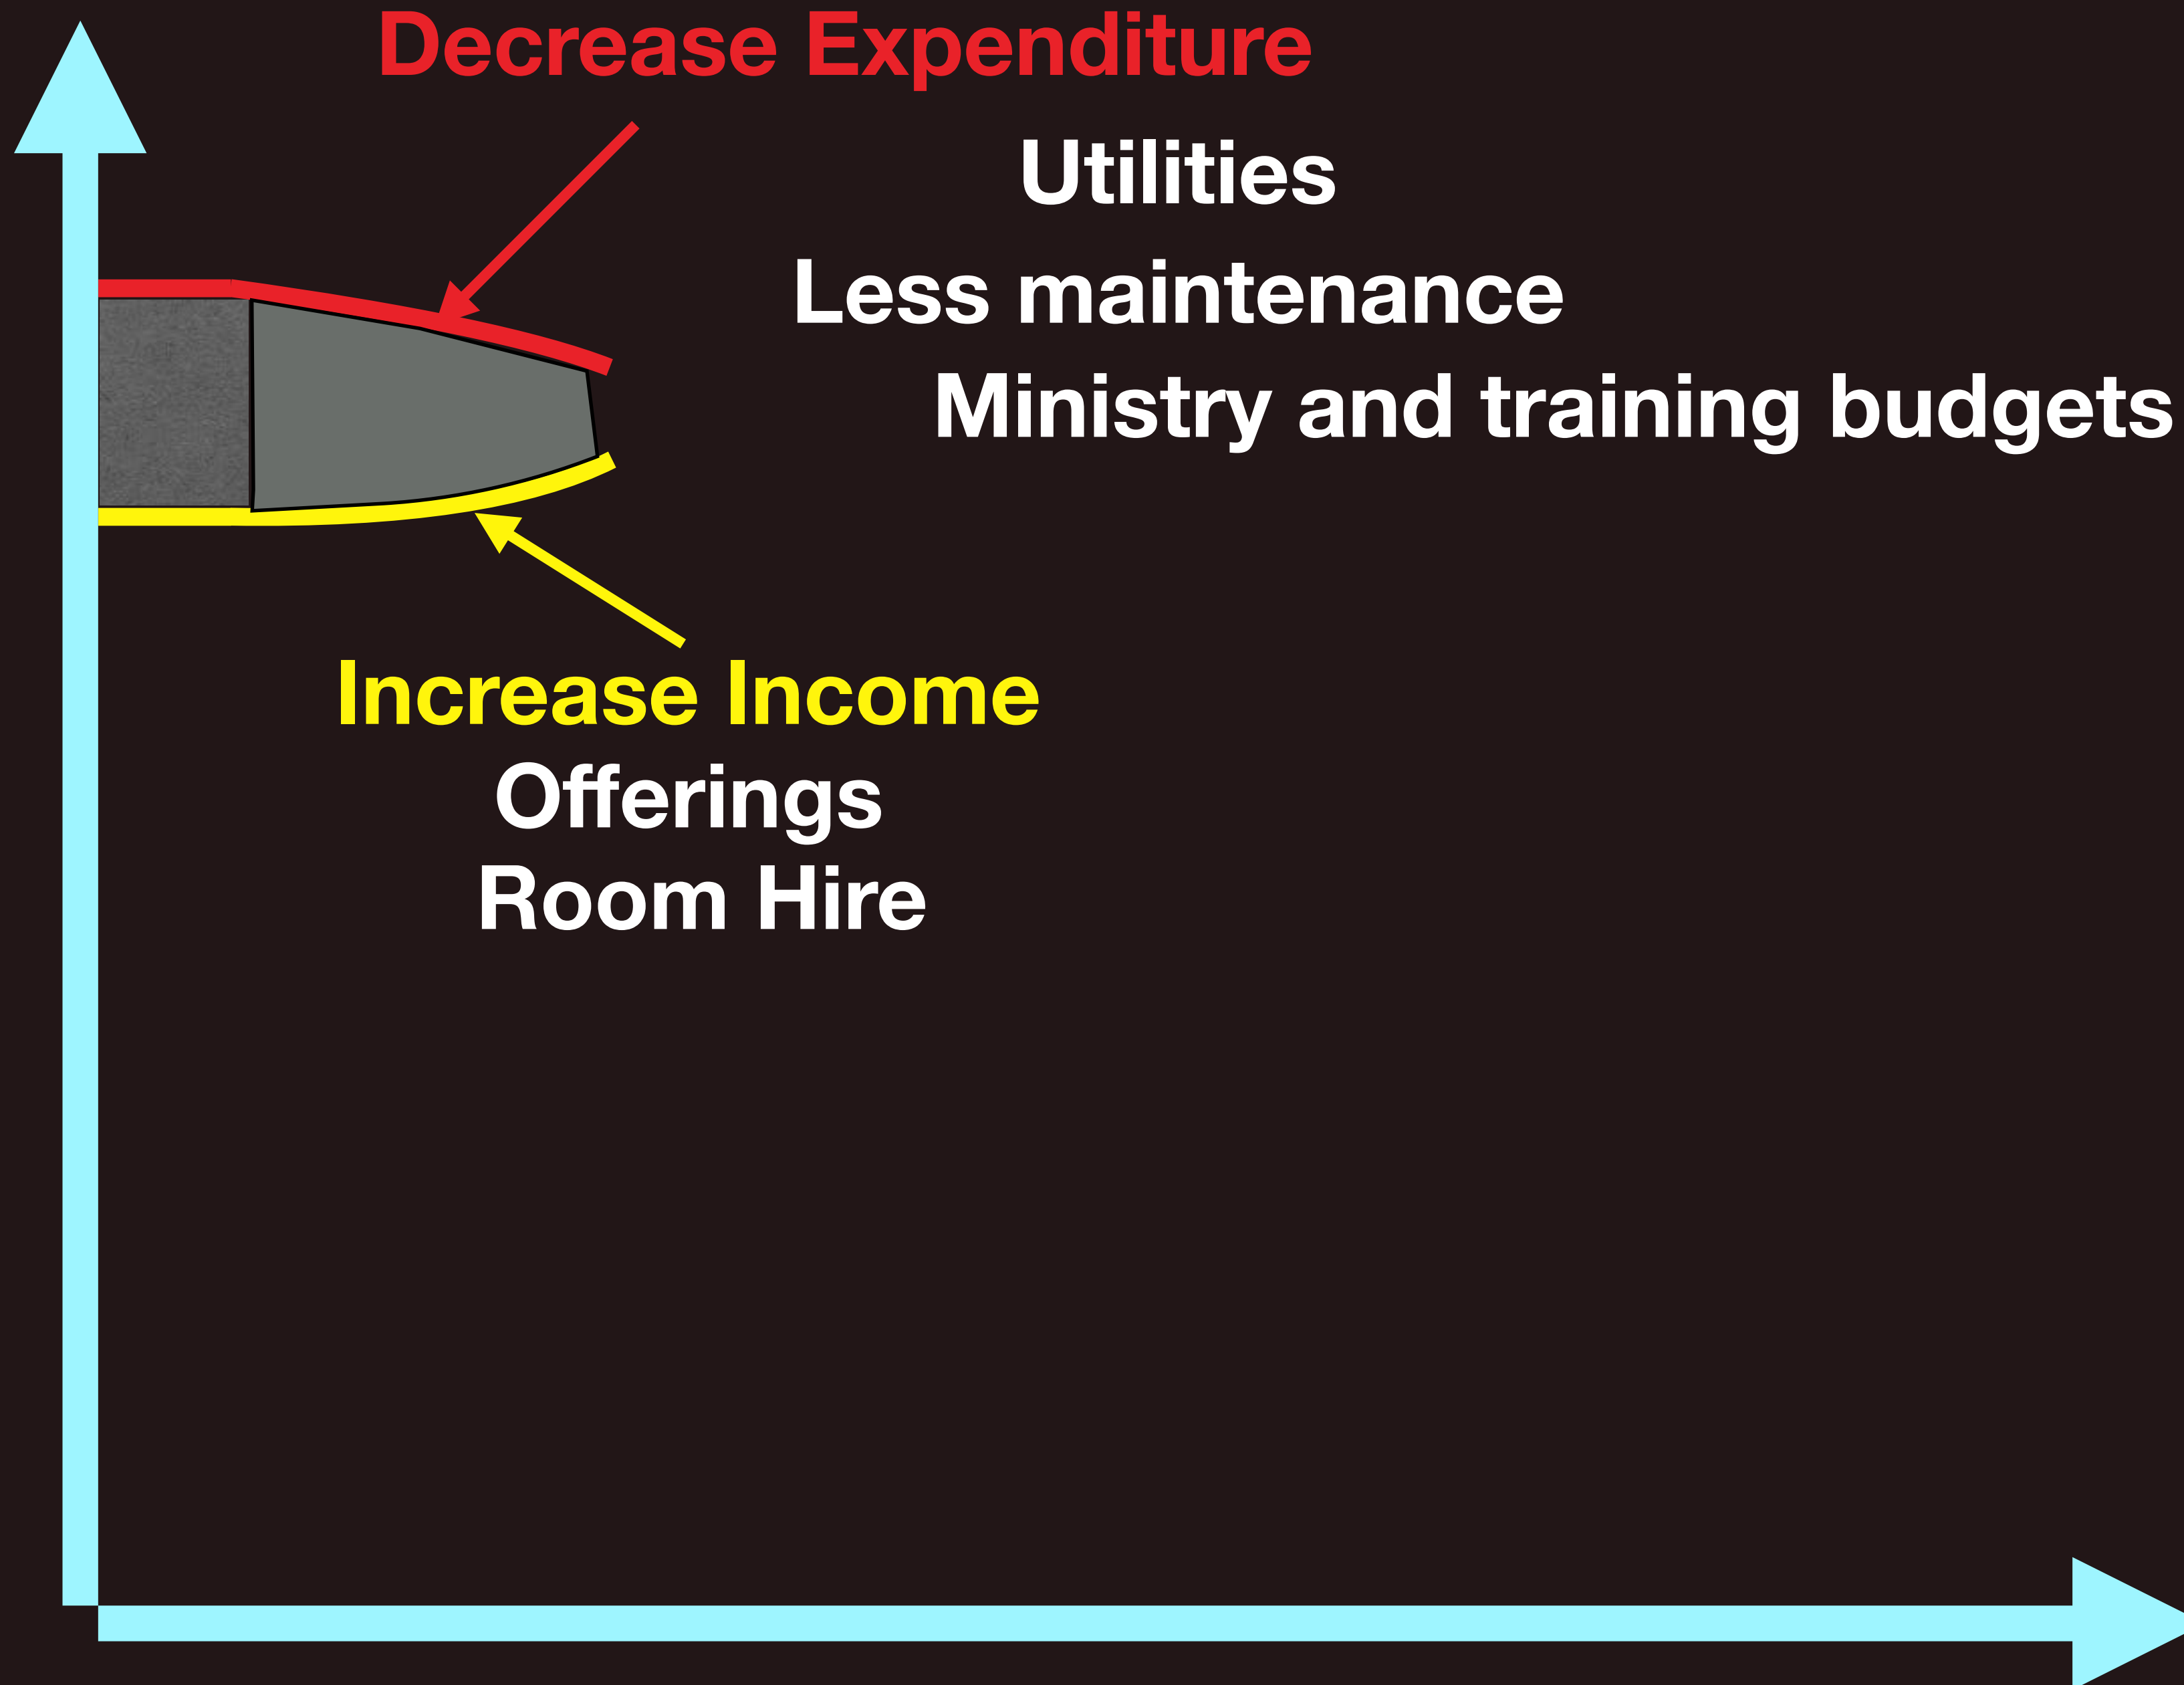 Decrease Expenditure
Utilities
Less maintenance
Ministry and training budgets
Increase Income
Offerings
Room Hire